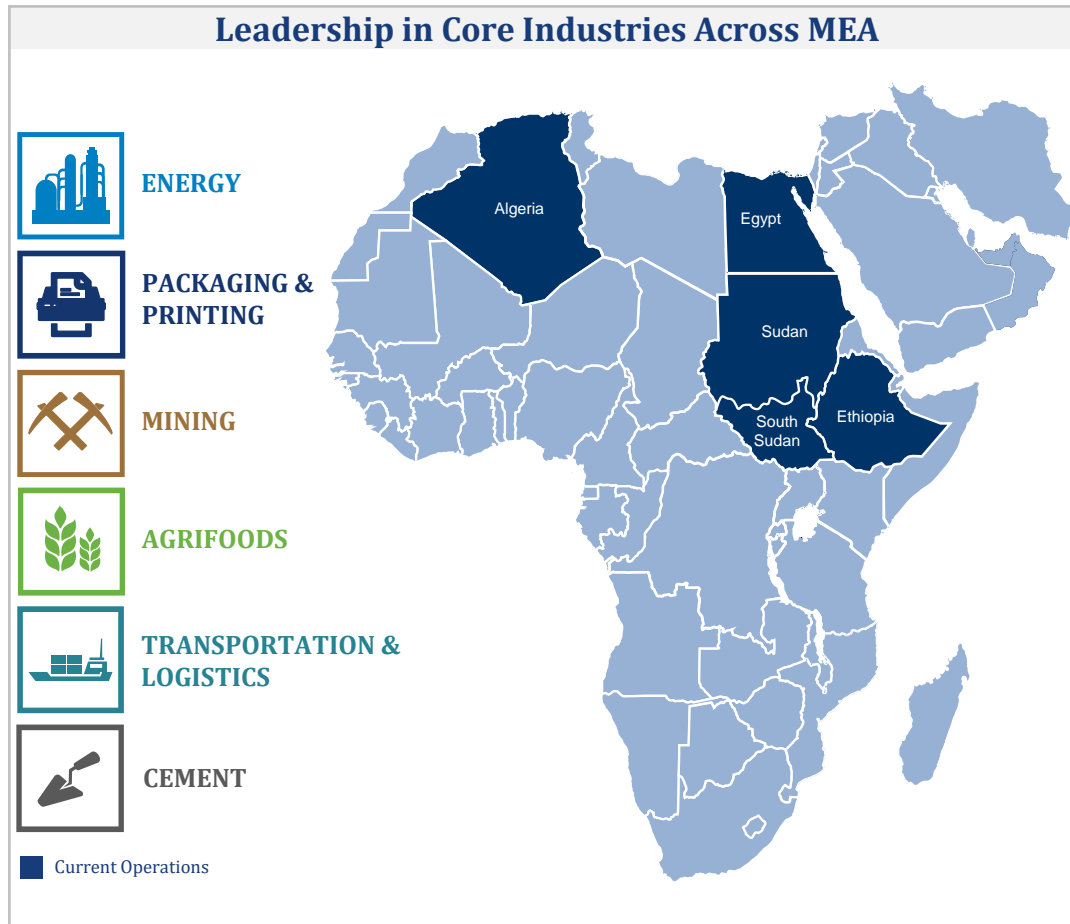 Leadership in Core Industries Across MEA
ENERGY
PACKAGING &
PRINTING
MINING
AGRIFOODS
TRANSPORTATION &
LOGISTICS
CEMENT
Current Operations
Algeria
Egypt
Sudan
South
Sudan
Ethiopia